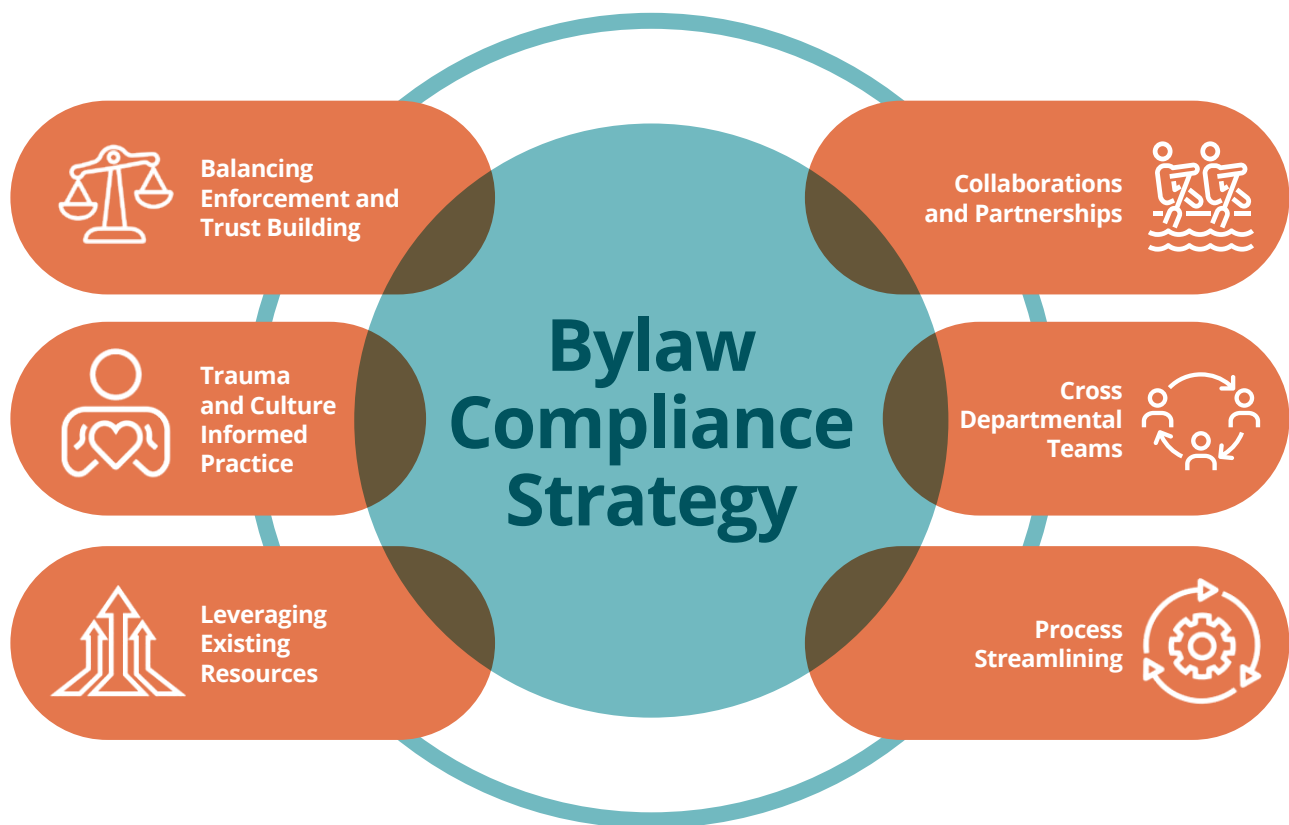 Balancing
Enforcement and
Trust Building
Trauma
and Culture
Informed
Practice
Leveraging
Existing
Resources
Bylaw
Compliance
Strategy
Collaborations
and Partnerships
Cross
Departmental
Teams
Process
Streamlining